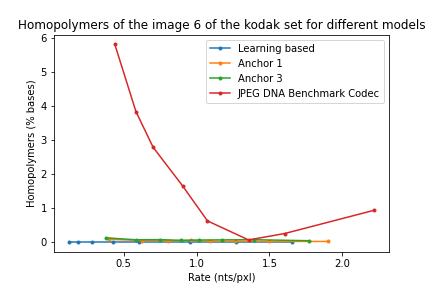 Homopolymers of the image 6 of the kodak set for different models
Homopolymers (% bases)
6
5
4
3
2
1
0
Learning based
Anchor 1
Anchor 3
JPEG DNA Benchmark Codec
0.5 1.0 1.5 2.0
Rate (nts/pxl)